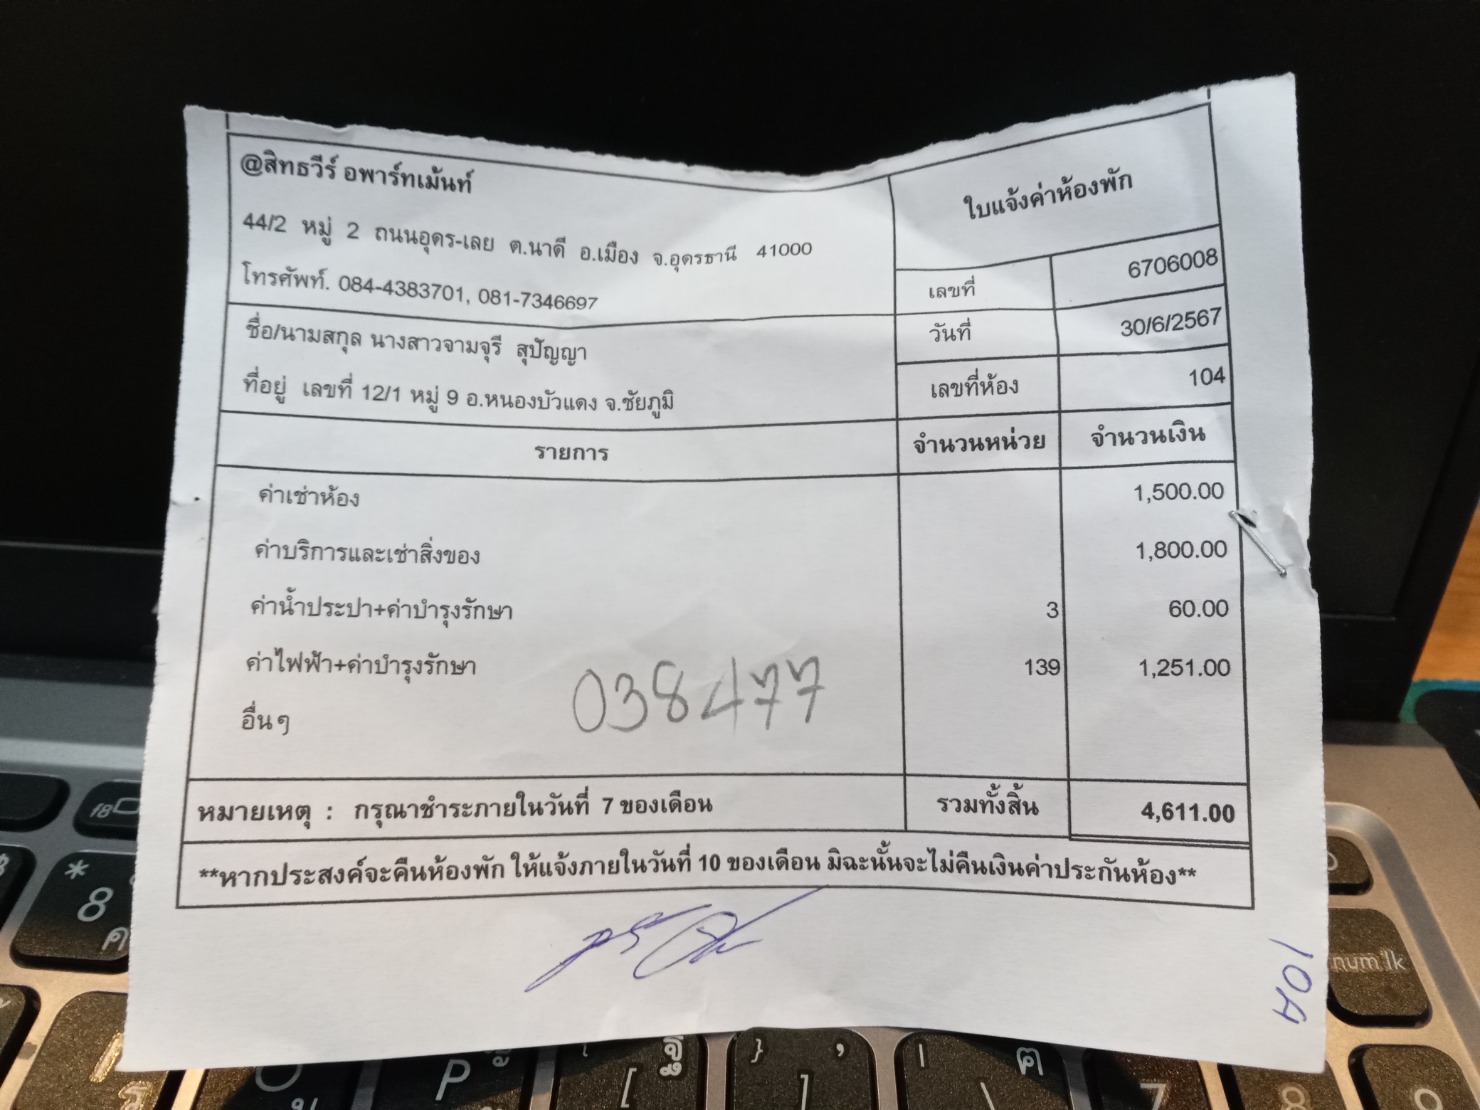 @สิทธวีร์ อพาร์ทเม้นท์
44/2 หมู่ 2 ถนนอุดร-เลย ต.นาดี อ.เมือง จ.อุดรธานี 41000
โทรศัพท์. 084-4383701, 081-7346697
ใบแจ้งค่าห้องพัก
เลขที่ 6706008
วันที่ 30/6/2567
เลขที่ห้อง 104
ชื่อ/นามสกุล นางสาวจามจุรี สุปัญญา
ที่อยู่ เลขที่ 12/1 หมู่ 9 อ.หนองบัวแดง จ.ชัยภูมิ
รายการ จำนวนหน่วย จำนวนเงิน
ค่าเช่าห้อง 1,500.00
ค่าบริการและเช่าสิ่งของ 1,800.00
ค่าน้ำประปา+ค่าบำรุงรักษา 3 60.00
ค่าไฟฟ้า+ค่าบำรุงรักษา 139 1,251.00
038477
อื่นๆ
หมายเหตุ : กรุณาชำระภายในวันที่ 7 ของเดือน รวมทั้งสิ้น 4,611.00
**หากประสงค์จะคืนห้องพัก ให้แจ้งภายในวันที่ 10 ของเดือน มิฉะนั้นจะไม่คืนเงินค่าประกันห้อง**
f8
* 8 ค
num lk
P
[
} , ]
| ฅ \
7
8
9